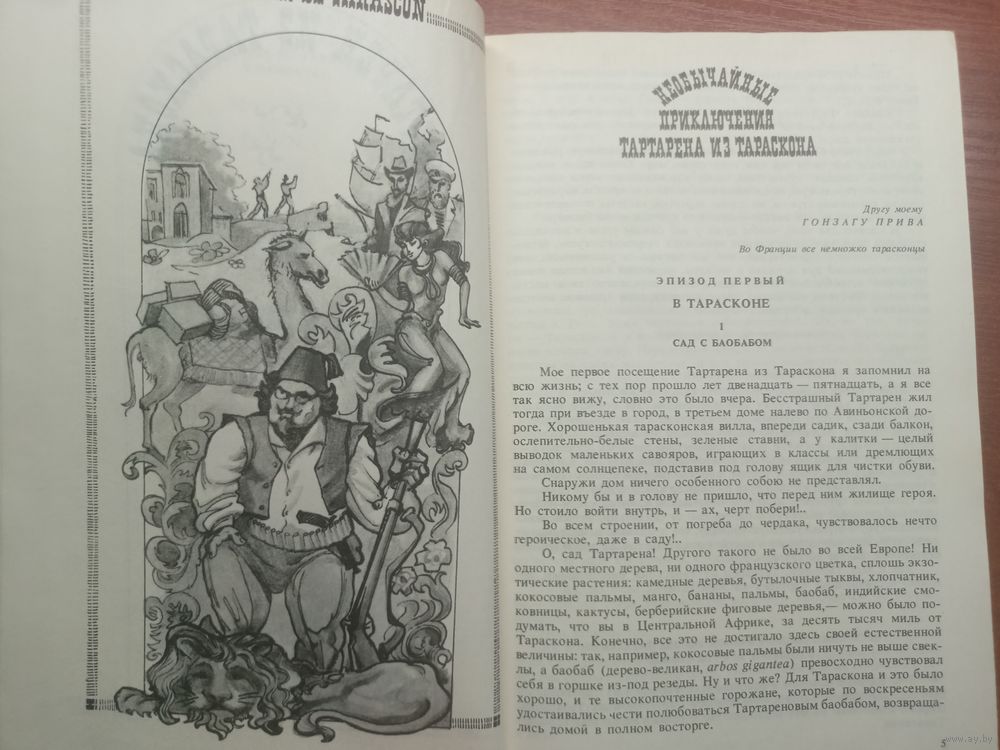 TARASCON
НЕОБЫЧАЙНЫЕ
ПРИКЛЮЧЕНИЯ
ТАРТАРЕНА ИЗ ТАРАСКОНА
Другу моему
ГОНЗАГУ ПРИВА
Во Франции все немножко тарасконцы
ЭПИЗОД ПЕРВЫЙ
В ТАРАСКОНЕ
1
САД С БАОБАБОМ
Мое первое посещение Тартарена из Тараскона я запомнил на
всю жизнь; с тех пор прошло лет двенадцать — пятнадцать, а я все
так ясно вижу, словно это было вчера. Бесстрашный Тартарен жил
тогда при въезде в город, в третьем доме налево по Авиньонской до-
роге. Хорошенькая тарасконская вилла, впереди садик, сзади балкон,
ослепительно-белые стены, зеленые ставни, а у калитки — целый
выводок маленьких савояров, играющих в классы или дремлющих
на самом солнцепеке, подставив под голову ящик для чистки обуви.
Снаружи дом ничего особенного собою не представлял.
Никому бы и в голову не пришло, что перед ним жилище героя.
Но стоило войти внутрь, и — ах, черт побери!..
Во всем строении, от погреба до чердака, чувствовалось нечто
героическое, даже в саду!..
О, сад Тартарена! Другого такого не было во всей Европе! Ни
одного местного дерева, ни одного французского цветка, сплошь экзо-
тические растения: камедные деревья, бутылочные тыквы, хлопчатник,
кокосовые пальмы, манго, бананы, пальмы, баобаб, индийские смо-
ковницы, кактусы, берберийские фиговые деревья,— можно было по-
думать, что вы в Центральной Африке, за десять тысяч миль от
Тараскона. Конечно, все это не достигало здесь своей естественной
величины: так, например, кокосовые пальмы были ничуть не выше свек-
лы, а баобаб (дерево-великан, arbos gigantea) превосходно чувствовал
себя в горшке из-под резеды. Ну и что же? Для Тараскона и это было
хорошо, и те высокопочтенные горожане, которые по воскресеньям
удостаивались чести полюбоваться Тартареновым баобабом, возвраща-
лись домой в полном восторге.
5
www.ay.by